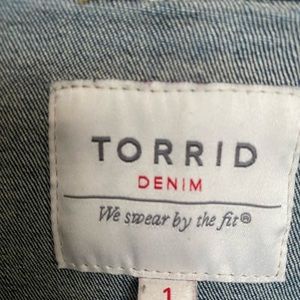 TORRID
DENIM
We swear by the fit®
1